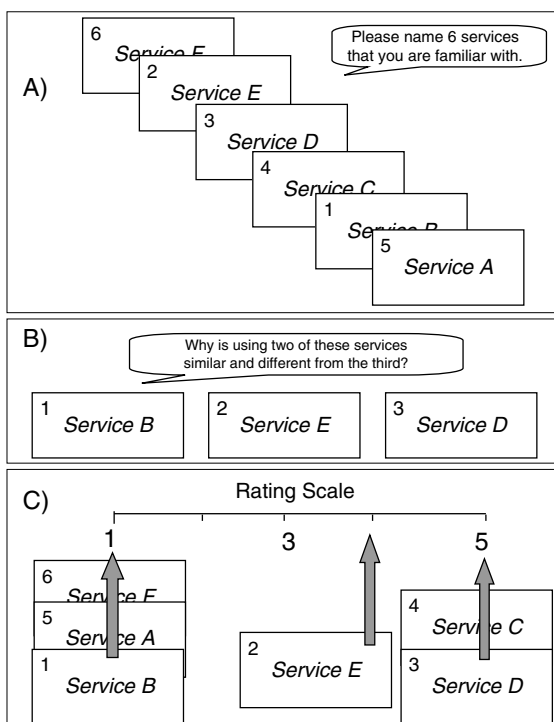 6
Service F
Please name 6 services
that you are familiar with.
A)
2
Service E
3
Service D
4
Service C
1
Service B
5
Service A
B)
Why is using two of these services
similar and different from the third?
1
Service B
2
Service E
3
Service D
C)
Rating Scale
1 3 5
6
Service F
5
Service A
1
Service B
2
Service E
4
Service C
3
Service D